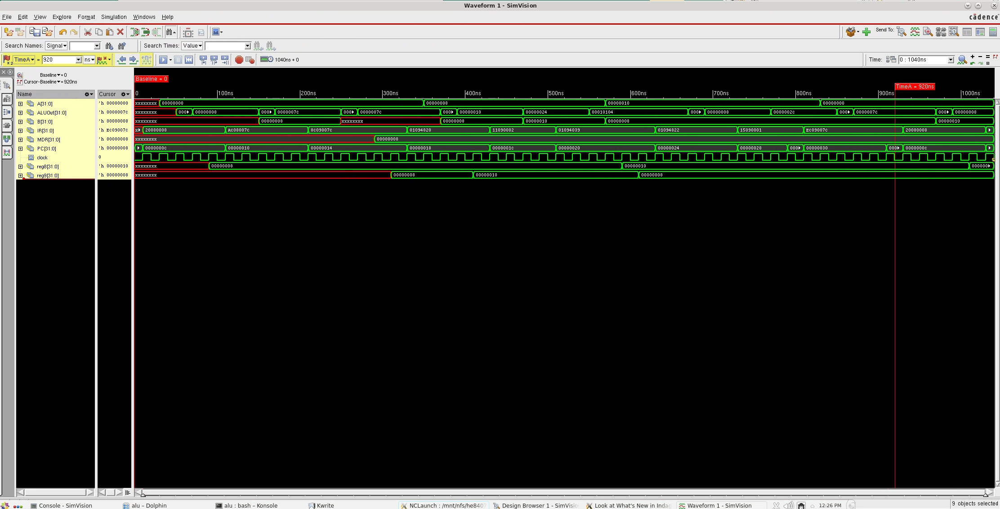 Waveform 1 - SimVision
File Edit View Explore Format Simulation Windows Help
cādence
Send To:
Search Names: Signal Search Times: Value
TimeA = 920 ns 1040ns + 0 Time: 0 : 1040ns
Baseline = 0
Cursor-Baseline = 920ns
Baseline = 0
TimeA = 920ns
Name Cursor 0 100ns 200ns 300ns 400ns 500ns 600ns 700ns 800ns 900ns 1000ns
A[31:0] 'h 00000000 xxxxxxxx 00000000 00000008 00000010 00000000
ALUOut[31:0] 'h 0000007c xxxxxxxx 000 00000008 000 0000007c 000 0000007c 000 00000010 00000024 00010104 000 00000008 0000002c 000 0000007c 000 00000008
B[31:0] 'h 00000008 xxxxxxxx 00000008 xxxxxxxx 00000008 00000010 00000008 00000010
IR[31:0] 'h EC09007C x 20080008 AC08007c 8c09007c 01094820 11090002 01094039 01094822 15090001 EC09007c 20080008
MDR[31:0] 'h 00000008 xxxxxxxx 00000008
PC[31:0] 'h 00000008 0000000c 00000010 00000014 00000018 0000001c 00000020 00000024 00000028 000 00000030 000 0000000c
clock 0
reg8[31:0] 'h 00000010 xxxxxxxx 00000008 00000010 000000
reg9[31:0] 'h 00000008 xxxxxxxx 00000008 00000010 00000008
Console - SimVision alu – Dolphin alu : bash – Konsole Kwrite NCLaunch : /mnt/nfs/he8407 Design Browser 1 - SimVisio Look at What's New in Indag Waveform 1 - SimVision 12:26 PM 9 objects selected